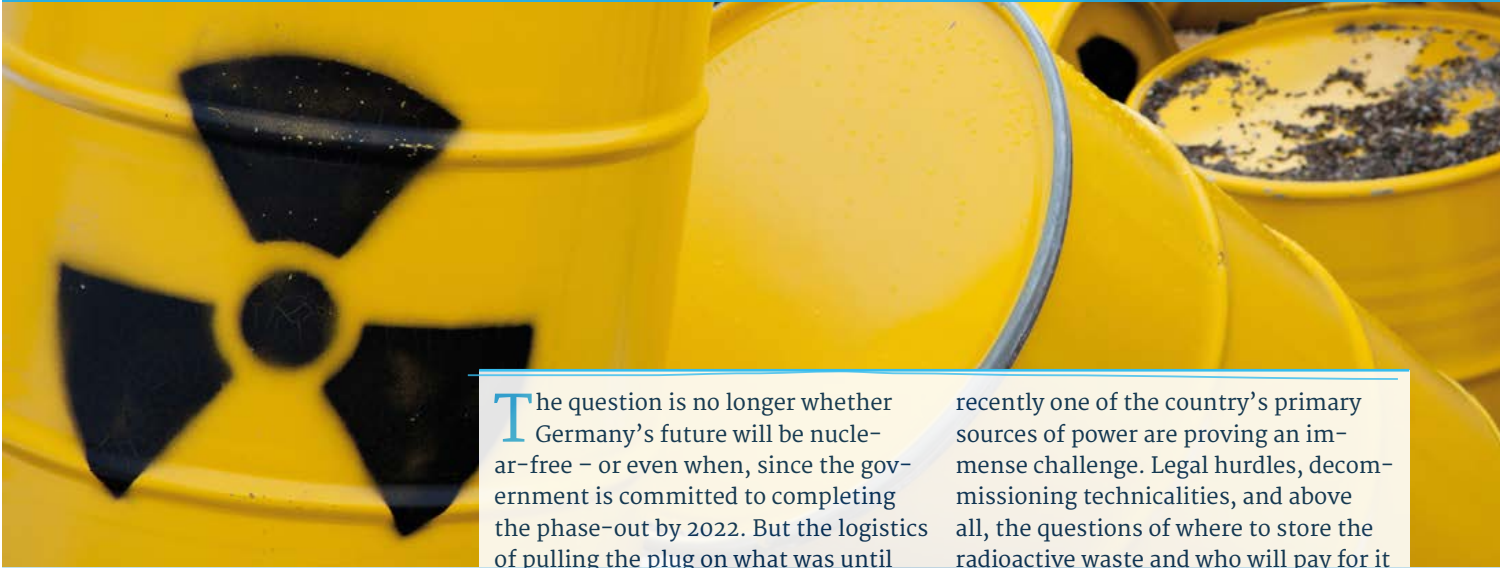 The question is no longer whether
Germany's future will be nucle-
ar-free – or even when, since the gov-
ernment is committed to completing
the phase-out by 2022. But the logistics
of pulling the plug on what was until
recently one of the country's primary
sources of power are proving an im-
mense challenge. Legal hurdles, decom-
missioning technicalities, and above
all, the questions of where to store the
radioactive waste and who will pay for it